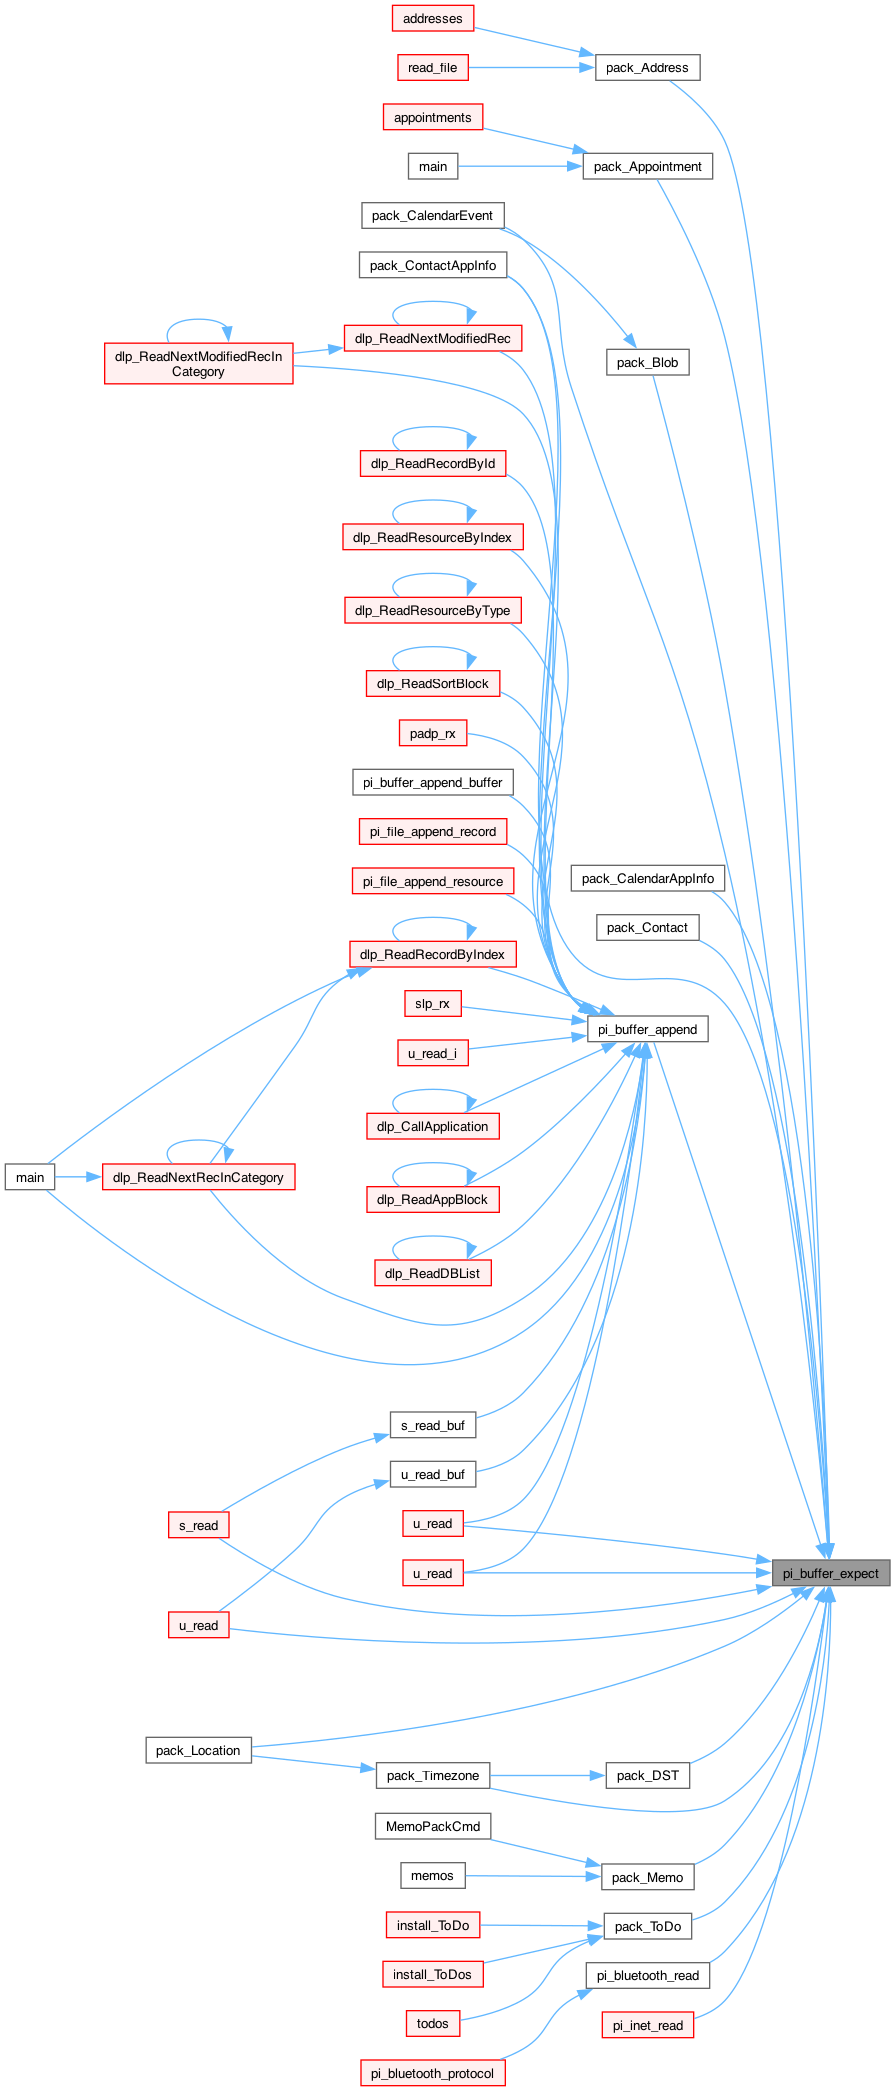 addresses
read_file
pack_Address
appointments
main
pack_Appointment
pack_CalendarEvent
pack_ContactAppInfo
dlp_ReadNextModifiedRec
dlp_ReadNextModifiedRecIn
Category
pack_Blob
dlp_ReadRecordById
dlp_ReadResourceByIndex
dlp_ReadResourceByType
dlp_ReadSortBlock
padp_rx
pi_buffer_append_buffer
pi_file_append_record
pi_file_append_resource
pack_CalendarAppInfo
pack_Contact
dlp_ReadRecordByIndex
slp_rx
pi_buffer_append
u_read_i
dlp_CallApplication
main
dlp_ReadNextRecInCategory
dlp_ReadAppBlock
dlp_ReadDBList
s_read_buf
u_read_buf
s_read
u_read
u_read
pi_buffer_expect
u_read
pack_Location
pack_Timezone
pack_DST
MemoPackCmd
memos
pack_Memo
install_ToDo
pack_ToDo
install_ToDos
pi_bluetooth_read
todos
pi_inet_read
pi_bluetooth_protocol